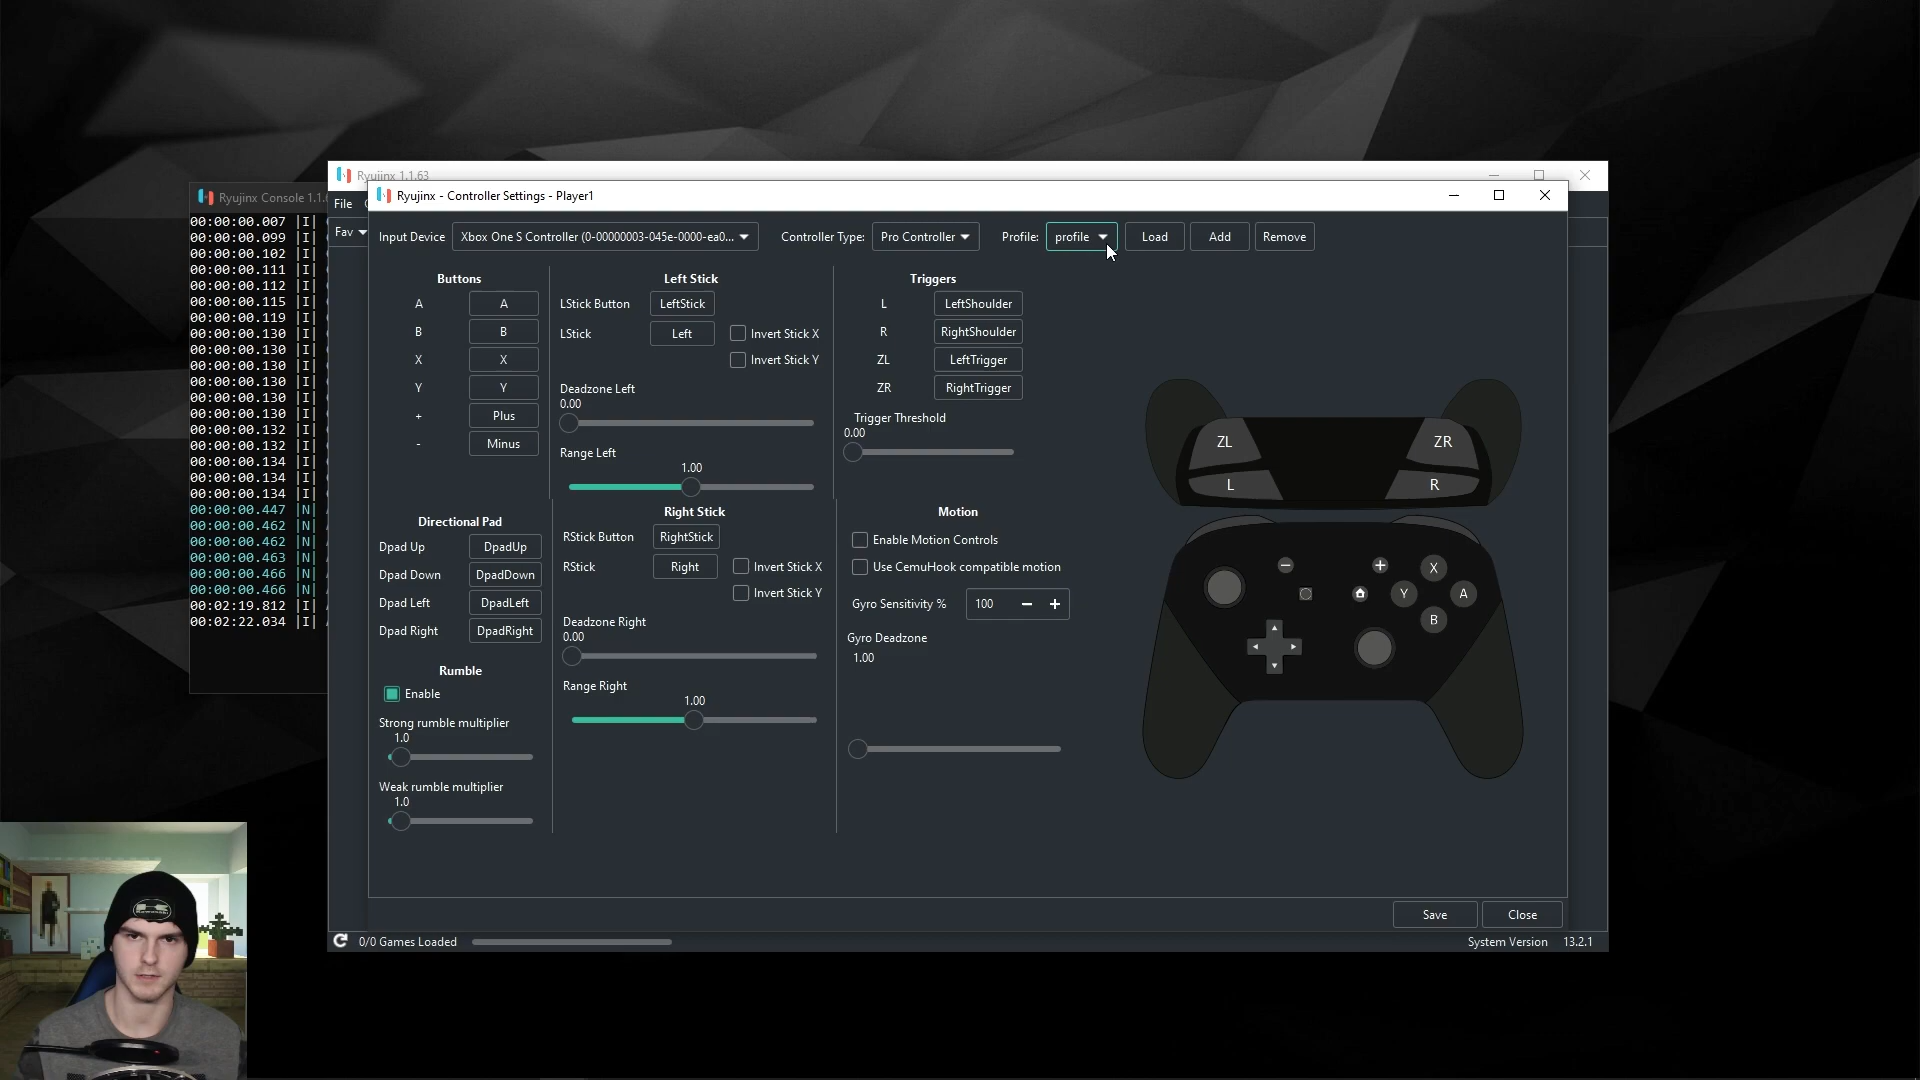 Ryujinx 1.1.63
Ryujinx Console 1.1.
File
Fav
Ryujinx - Controller Settings - Player1
Input Device Xbox One S Controller (0-00000003-045e-0000-ea0... Controller Type: Pro Controller Profile: profile Load Add Remove
00:00:00.007 |I|
00:00:00.099 |I|
00:00:00.102 |I|
00:00:00.111 |I|
00:00:00.112 |I|
00:00:00.115 |I|
00:00:00.119 |I|
00:00:00.130 |I|
00:00:00.130 |I|
00:00:00.130 |I|
00:00:00.130 |I|
00:00:00.130 |I|
00:00:00.130 |I|
00:00:00.132 |I|
00:00:00.132 |I|
00:00:00.134 |I|
00:00:00.134 |I|
00:00:00.134 |I|
00:00:00.447 |N|
00:00:00.462 |N|
00:00:00.462 |N|
00:00:00.463 |N|
00:00:00.466 |N|
00:00:00.466 |N|
00:02:19.812 |I|
00:02:22.034 |I|
Buttons
A A
B B
X X
Y Y
+ Plus
- Minus
Directional Pad
Dpad Up DpadUp
Dpad Down DpadDown
Dpad Left DpadLeft
Dpad Right DpadRight
Rumble
Enable
Strong rumble multiplier
1.0
Weak rumble multiplier
1.0
Left Stick
LStick Button LeftStick
LStick Left Invert Stick X
Invert Stick Y
Deadzone Left
0.00
Range Left
1.00
Right Stick
RStick Button RightStick
RStick Right Invert Stick X
Invert Stick Y
Deadzone Right
0.00
Range Right
1.00
Triggers
L LeftShoulder
R RightShoulder
ZL LeftTrigger
ZR RightTrigger
Trigger Threshold
0.00
Motion
Enable Motion Controls
Use CemuHook compatible motion
Gyro Sensitivity % 100 - +
Gyro Deadzone
1.00
ZL ZR
L R
- +
X
Y A
B
Save Close
0/0 Games Loaded System Version 13.2.1